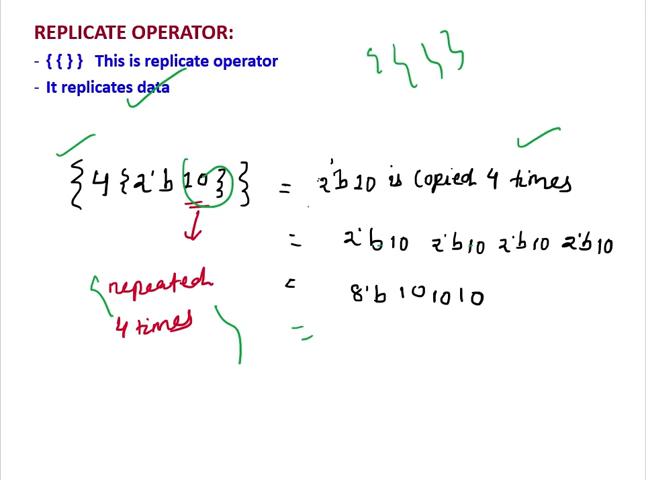 REPLICATE OPERATOR:
- {{}} This is replicate operator
- It replicates data
{{}}
{4{2'b10}} = 2'b10 is copied 4 times
= 2'b10 2'b10 2'b10 2'b10
repeated = 8'b101010
4 times =